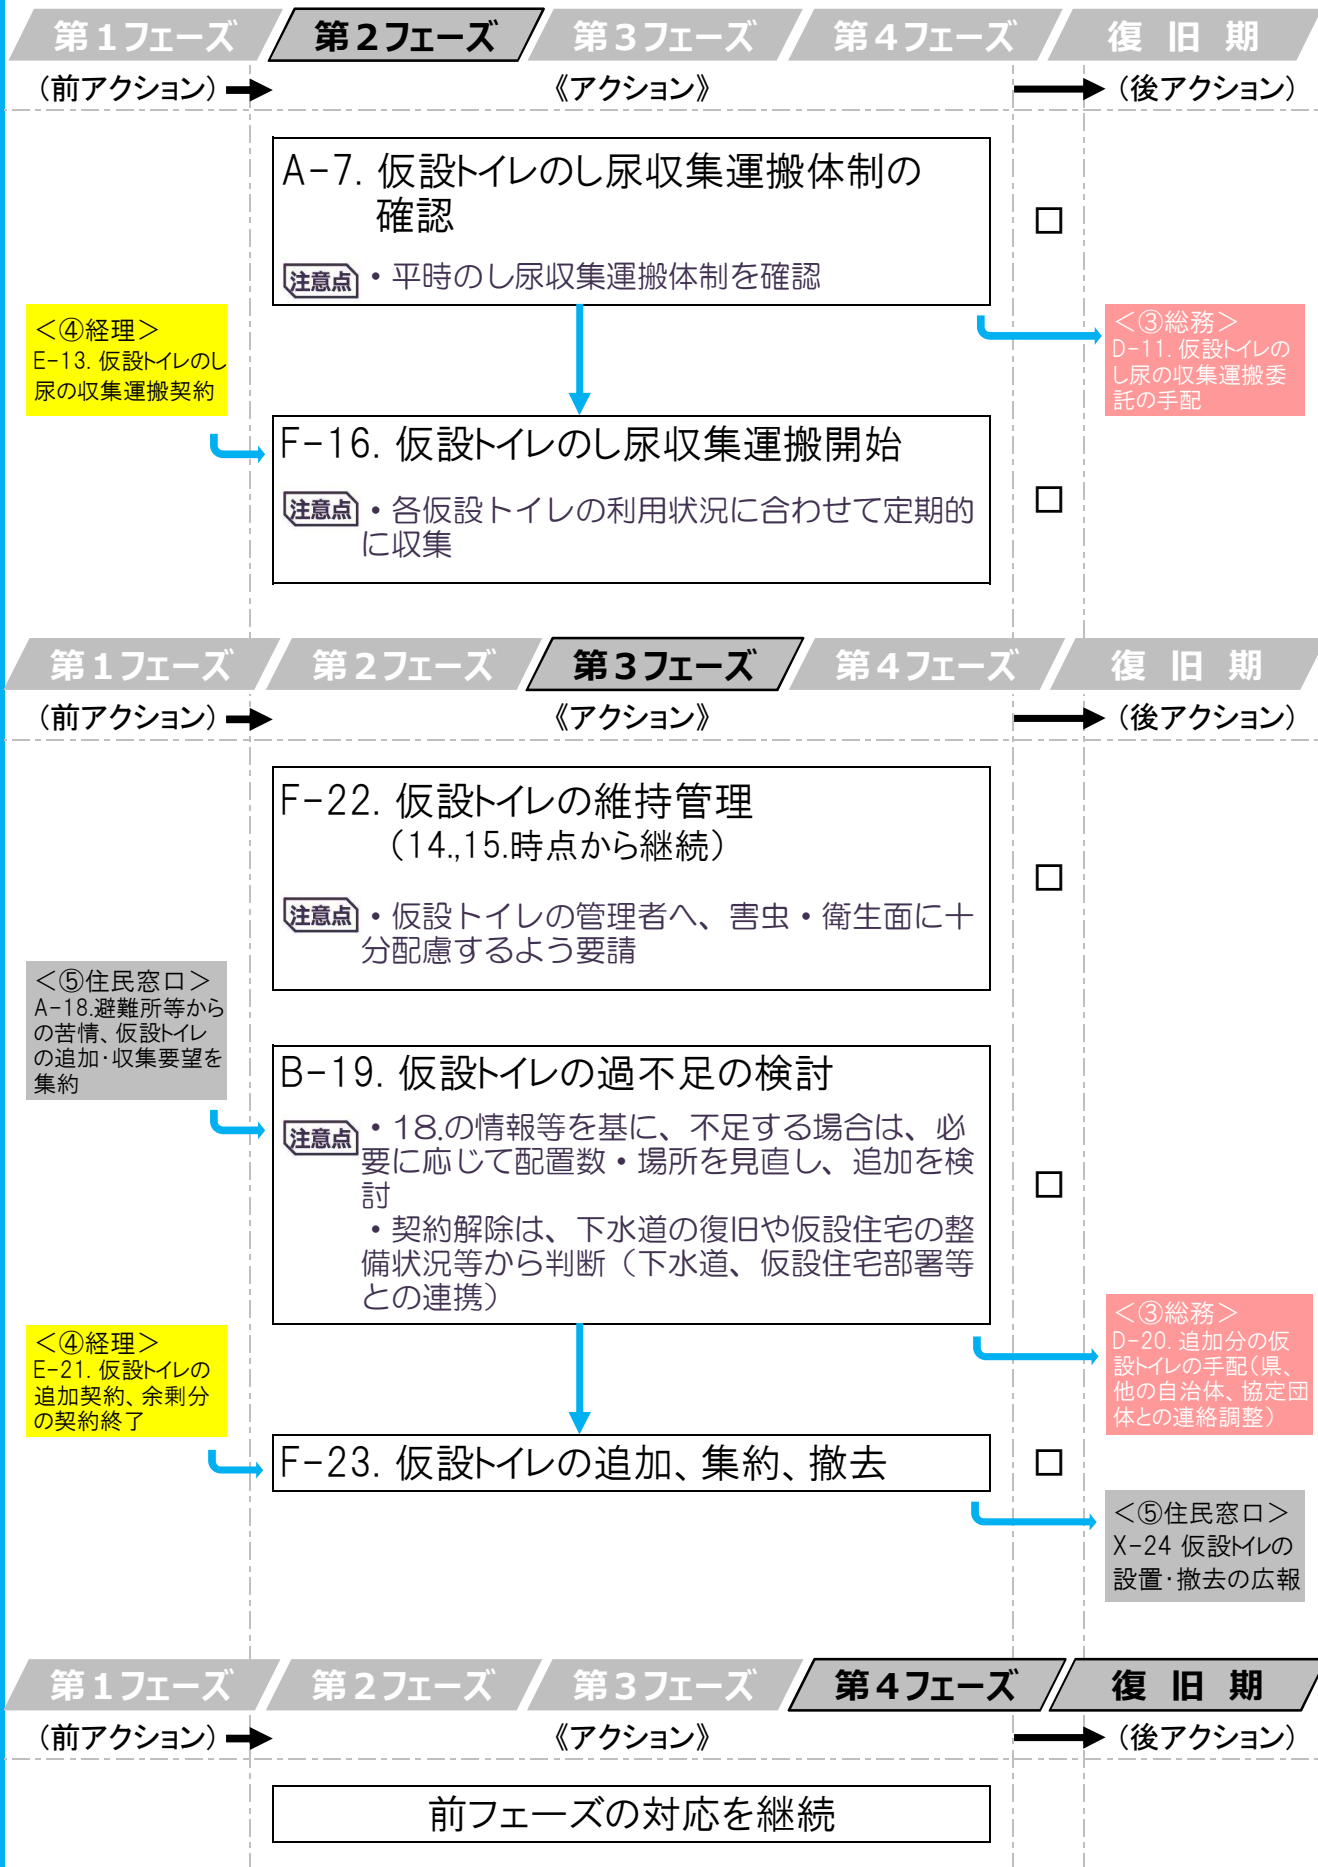 第１フェーズ 第２フェーズ 第３フェーズ 第４フェーズ 復 旧 期
（前アクション） 《アクション》 （後アクション）
A-7. 仮設トイレのし尿収集運搬体制の
確認
□
注意点 ・平時のし尿収集運搬体制を確認
＜④経理＞
E-13. 仮設トイレのし
尿の収集運搬契約
＜③総務＞
D-11. 仮設トイレの
し尿の収集運搬委
託の手配
F-16. 仮設トイレのし尿収集運搬開始
□
注意点 ・各仮設トイレの利用状況に合わせて定期的
に収集
第１フェーズ 第２フェーズ 第３フェーズ 第４フェーズ 復 旧 期
（前アクション） 《アクション》 （後アクション）
F-22. 仮設トイレの維持管理
（14.,15.時点から継続）
□
注意点 ・仮設トイレの管理者へ、害虫・衛生面に十
分配慮するよう要請
＜⑤住民窓口＞
A-18.避難所等から
の苦情、仮設トイレ
の追加・収集要望を
集約
B-19. 仮設トイレの過不足の検討
注意点 ・18.の情報等を基に、不足する場合は、必
要に応じて配置数・場所を見直し、追加を検
討
□
・契約解除は、下水道の復旧や仮設住宅の整
備状況等から判断（下水道、仮設住宅部署等
との連携）
＜③総務＞
D-20. 追加分の仮
設トイレの手配（県、
他の自治体、協定団
体との連絡調整）
＜④経理＞
E-21. 仮設トイレの
追加契約、余剰分
の契約終了
F-23. 仮設トイレの追加、集約、撤去
□
＜⑤住民窓口＞
X-24 仮設トイレの
設置・撤去の広報
第１フェーズ 第２フェーズ 第３フェーズ 第４フェーズ 復 旧 期
（前アクション） 《アクション》 （後アクション）
前フェーズの対応を継続